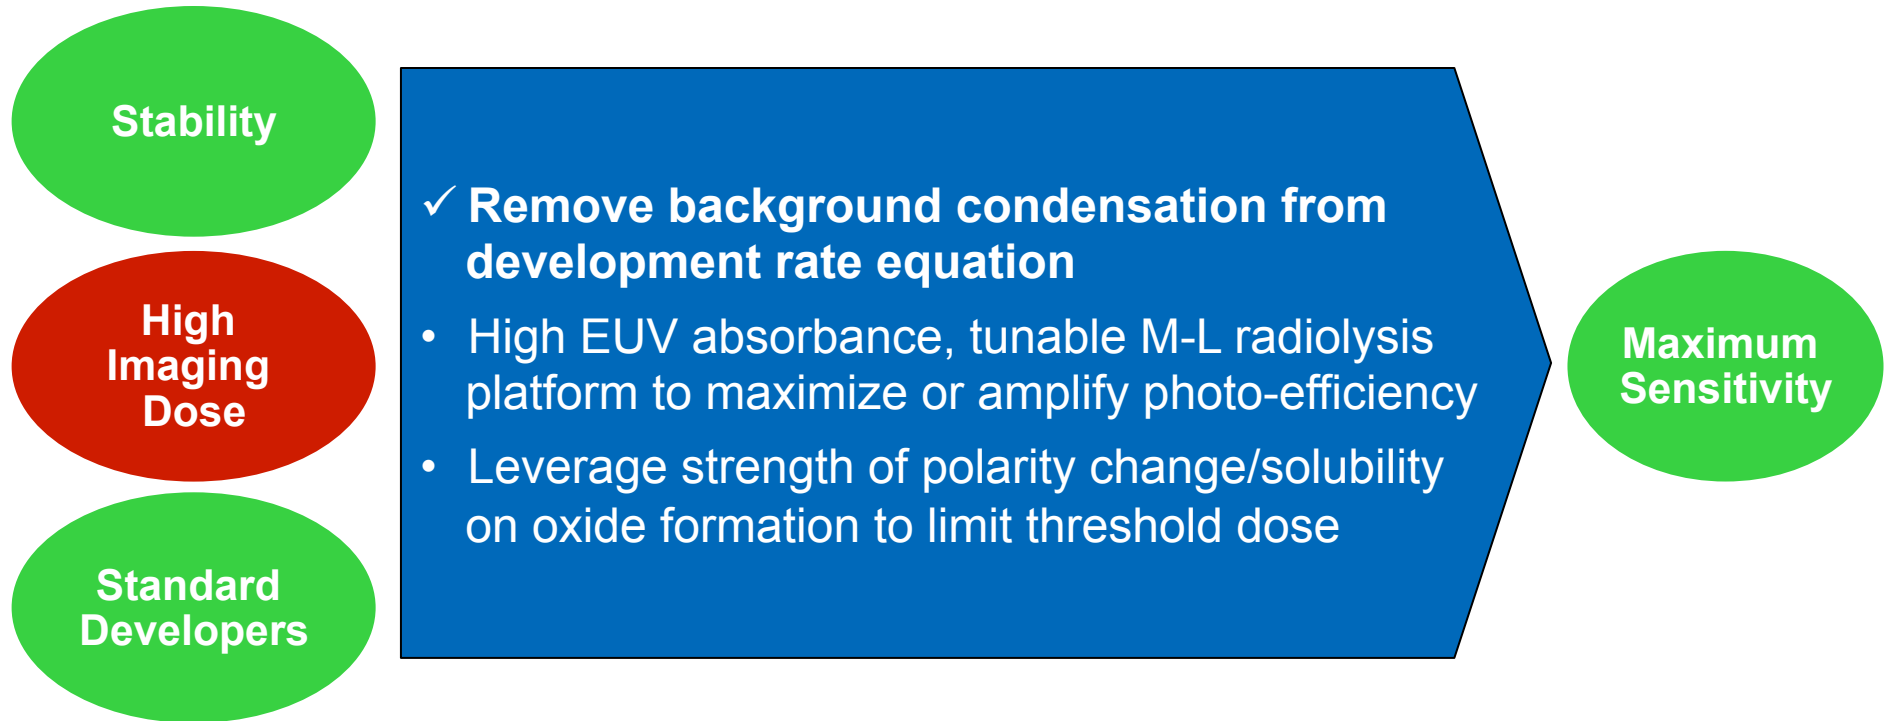 Stability
High
Imaging
Dose
Standard
Developers
✓ Remove background condensation from
development rate equation
• High EUV absorbance, tunable M-L radiolysis
platform to maximize or amplify photo-efficiency
• Leverage strength of polarity change/solubility
on oxide formation to limit threshold dose
Maximum
Sensitivity